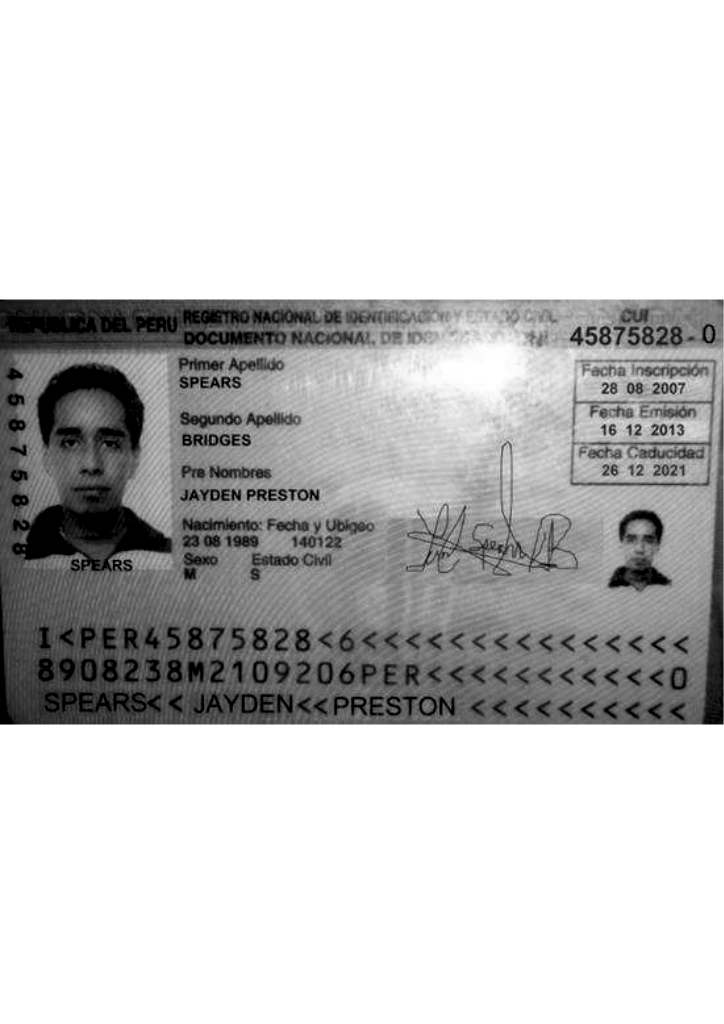 REPUBLICA DEL PERU
REGISTRO NACIONAL DE IDENTIFICACION Y ESTADO CIVIL
DOCUMENTO NACIONAL DE
CUI
45875828-0
45875828
Primer Apellido
SPEARS
Segundo Apellido
BRIDGES
Pre Nombres
JAYDEN PRESTON
Nacimiento: Fecha y Ubigeo
23 08 1989 140122
Sexo Estado Civil
M S
Fecha Inscripción
28 08 2007
Fecha Emisión
16 12 2013
Fecha Caducidad
26 12 2021
SPEARS
I<PER45875828<6<<<<<<<<<<<<<<<
8908238M2109206PER<<<<<<<<<<<0
SPEARS<< JAYDEN<<PRESTON <<<<<<<<<<